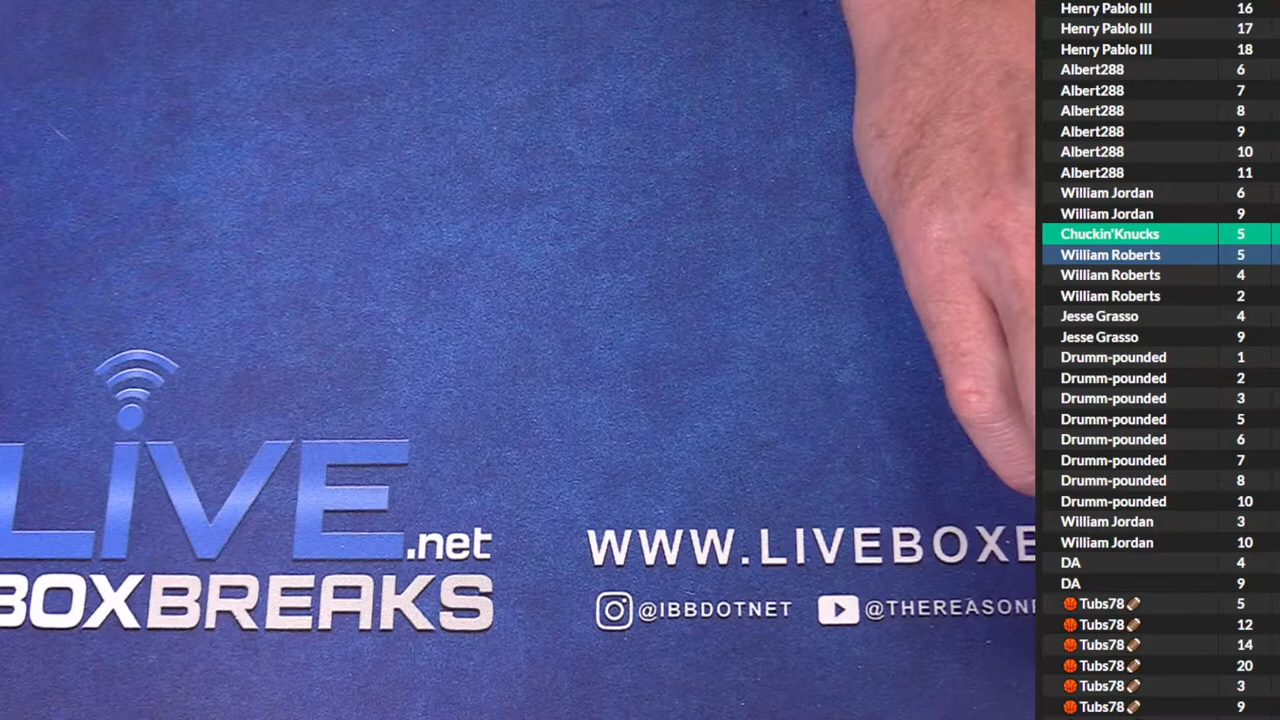 LIVE.net
BOXBREAKS
WWW.LIVEBOXE
@IBBDOTNET
@THEREASONE
Henry Pablo III 16
Henry Pablo III 17
Henry Pablo III 18
Albert288 6
Albert288 7
Albert288 8
Albert288 9
Albert288 10
Albert288 11
William Jordan 6
William Jordan 9
Chuckin'Knucks 5
William Roberts 5
William Roberts 4
William Roberts 2
Jesse Grasso 4
Jesse Grasso 9
Drumm-pounded 1
Drumm-pounded 2
Drumm-pounded 3
Drumm-pounded 5
Drumm-pounded 6
Drumm-pounded 7
Drumm-pounded 8
Drumm-pounded 10
William Jordan 3
William Jordan 10
DA 4
DA 9
🏀 Tubs78🏈 5
🏀 Tubs78🏈 12
🏀 Tubs78🏈 14
🏀 Tubs78🏈 20
🏀 Tubs78🏈 3
🏀 Tubs78🏈 9